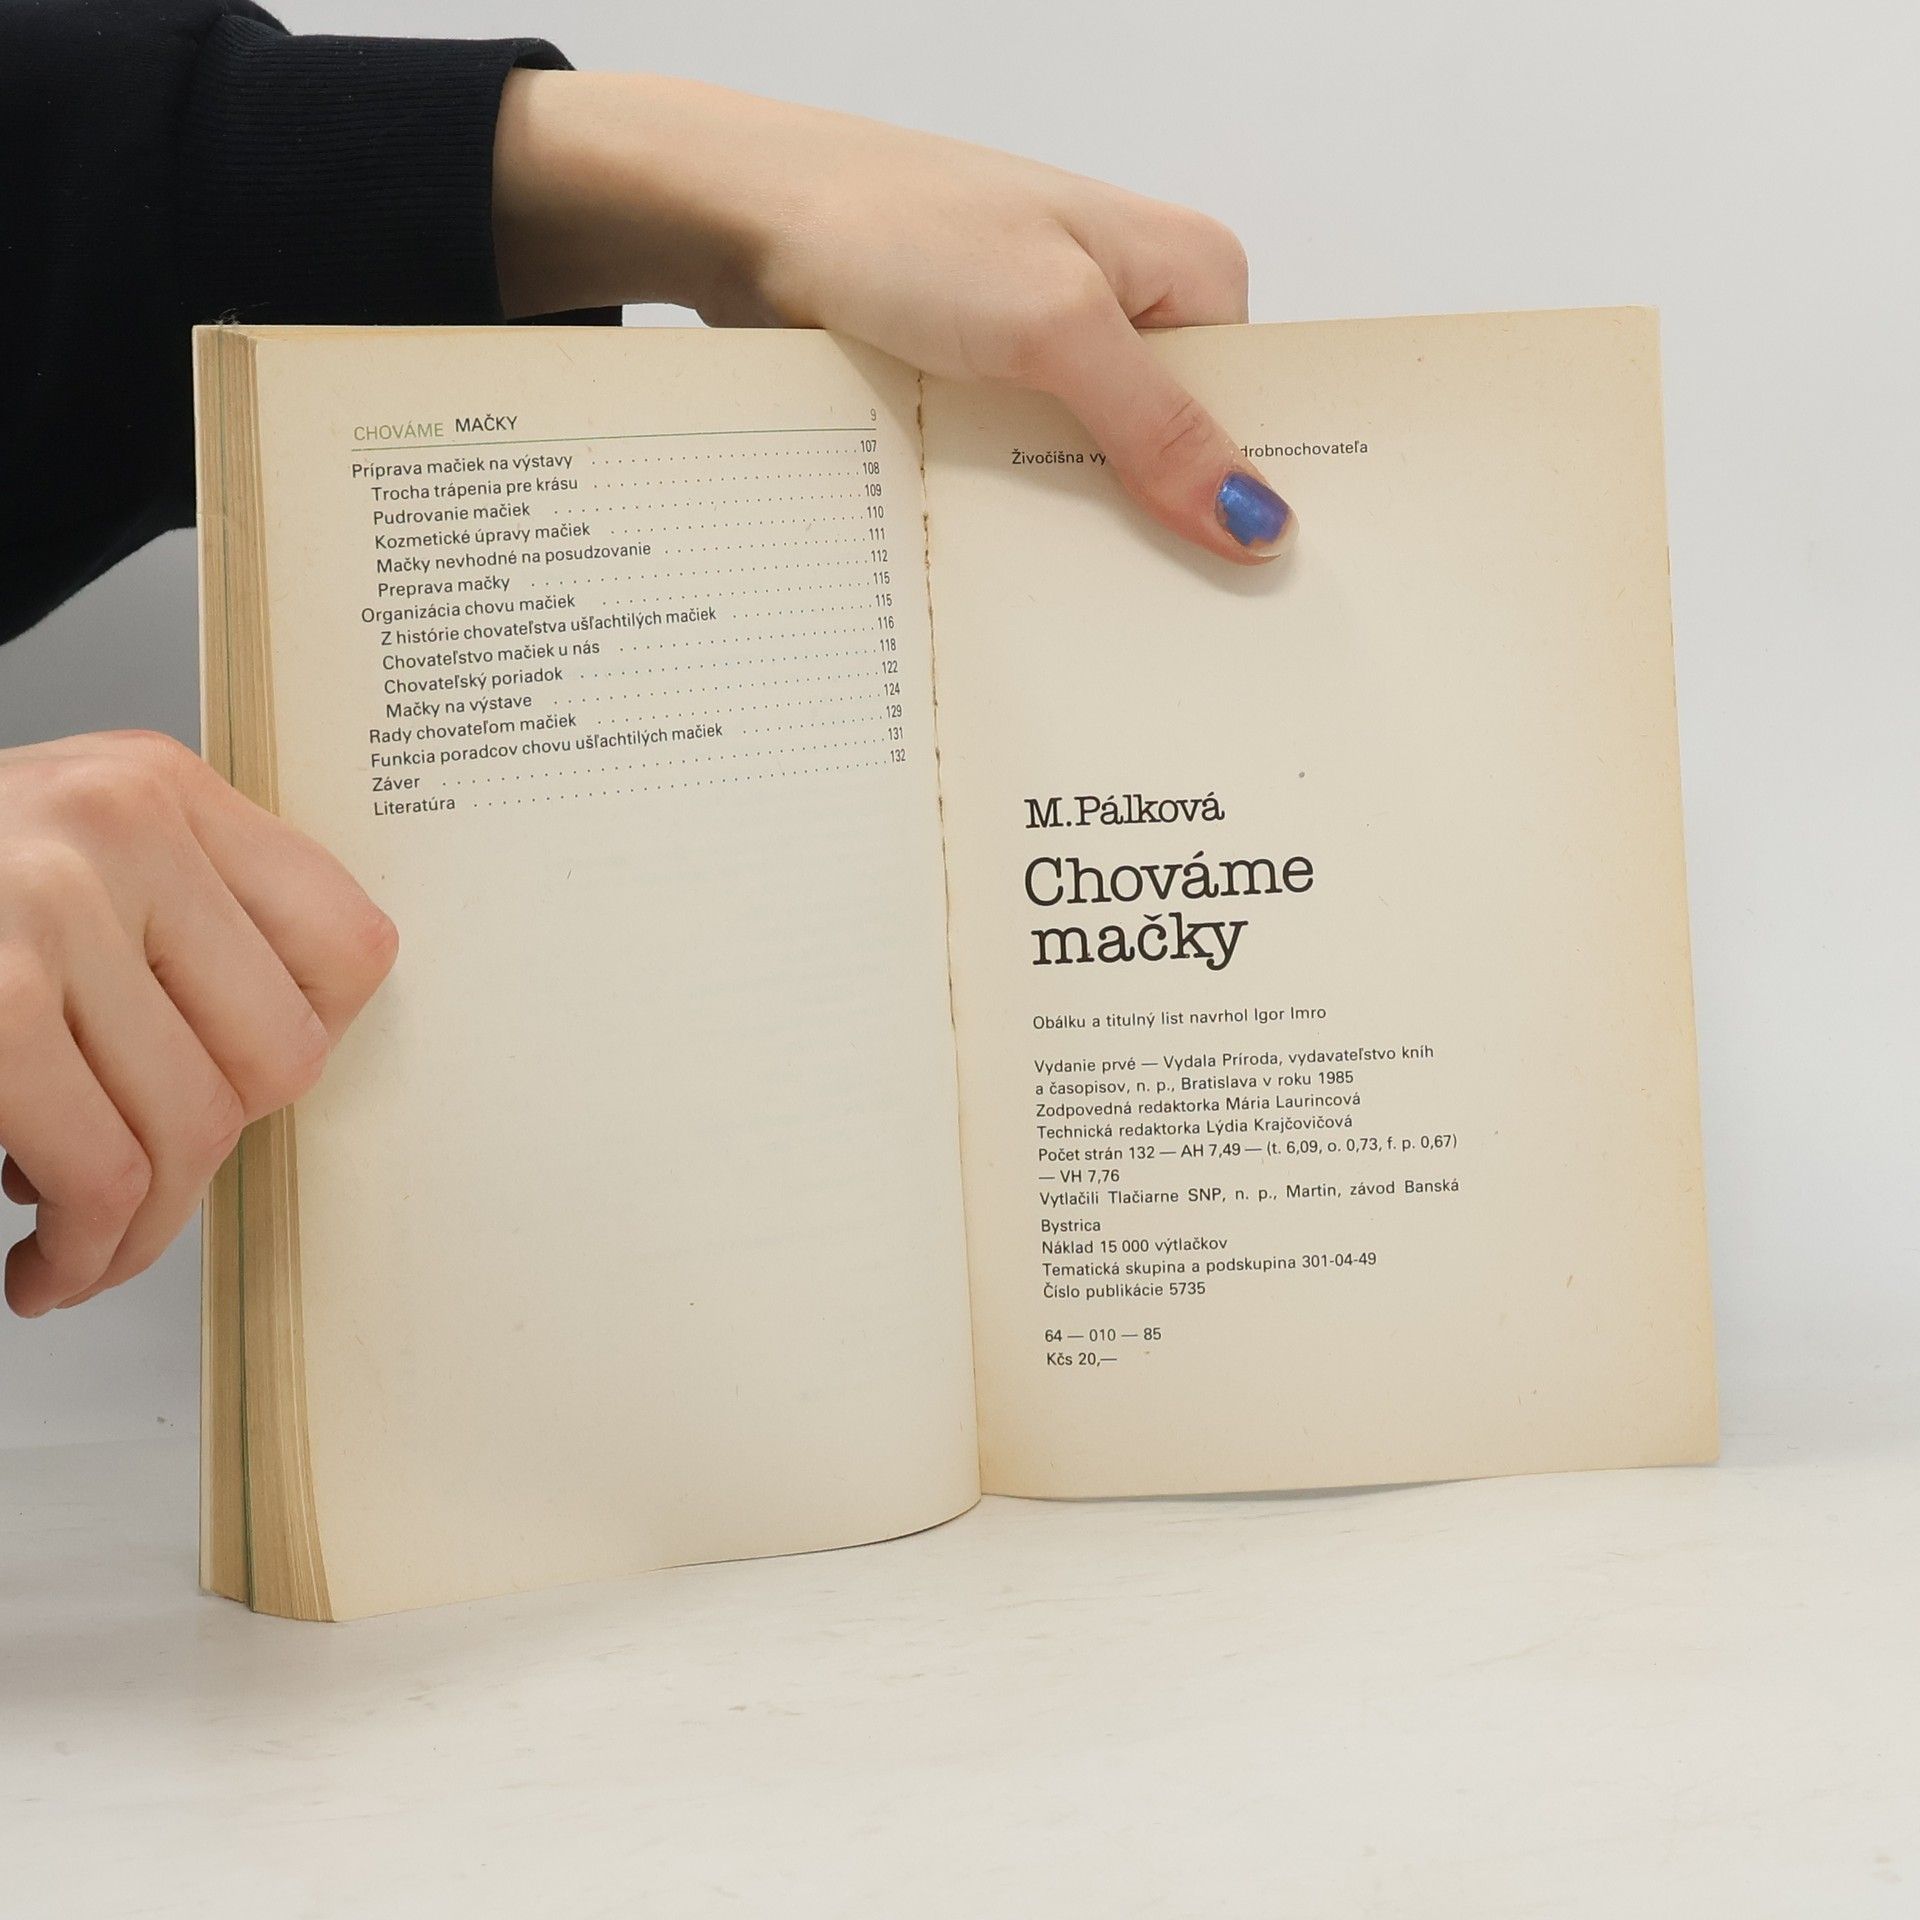 CHOVÁME MAČKY 9
Príprava mačiek na výstavy 107
Trocha trápenia pre krásu 108
Pudrovanie mačiek 109
Kozmetické úpravy mačiek 110
Mačky nevhodné na posudzovanie 111
Preprava mačky 112
Organizácia chovu mačiek 115
Z histórie chovateľstva ušľachtilých mačiek 115
Chovateľstvo mačiek u nás 116
Chovateľský poriadok 118
Mačky na výstave 122
Rady chovateľom mačiek 124
Funkcia poradcov chovu ušľachtilých mačiek 129
Záver 131
Literatúra 132
Živočíšna drobnochovateľa
M.Pálková
Chováme
mačky
Obálku a titulný list navrhol Igor Imro
Vydanie prvé — Vydala Príroda, vydavateľstvo kníh
a časopisov, n. p., Bratislava v roku 1985
Zodpovedná redaktorka Mária Laurincová
Technická redaktorka Lýdia Krajčovičová
Počet strán 132 — AH 7,49 — (t. 6,09, o. 0,73, f. p. 0,67)
— VH 7,76
Vytlačili Tlačiarne SNP, n. p., Martin, závod Banská
Bystrica
Náklad 15 000 výtlačkov
Tematická skupina a podskupina 301-04-49
Číslo publikácie 5735
64 — 010 — 85
Kčs 20,—